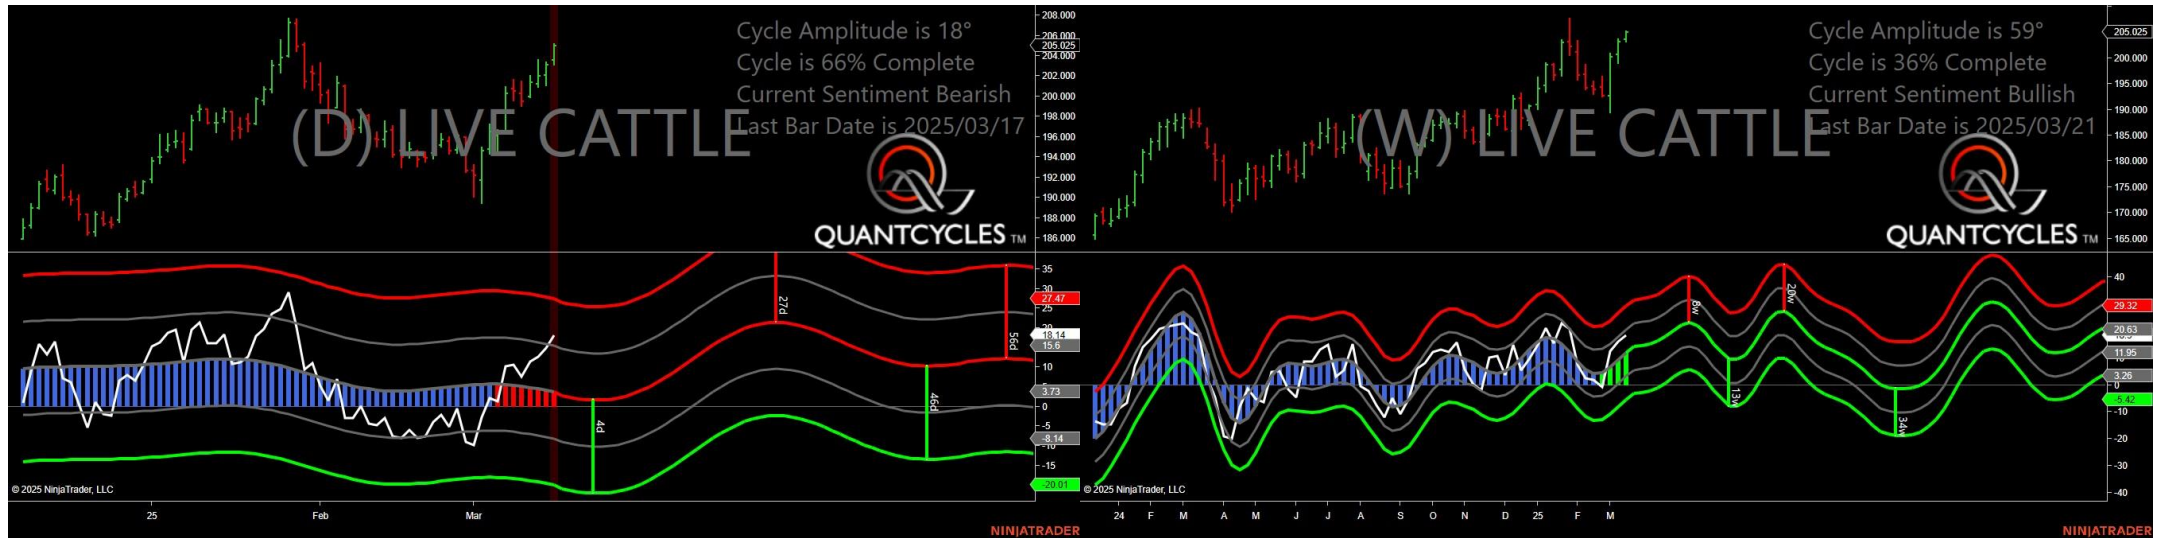 Cycle Amplitude is 18°
Cycle is 66% Complete
Current Sentiment Bearish
Last Bar Date is 2025/03/17
(D) LIVE CATTLE
QUANTCYCLES TM
208.000
206.000
205.025
204.000
202.000
200.000
198.000
196.000
194.000
192.000
190.000
188.000
186.000
35
30
27.47
25
18.14
15.6
10
3.73
0
-5
-8.14
-10
-15
-20.01
4d
27d
46d
56d
© 2025 NinjaTrader, LLC
25
Feb
Mar
NINJATRADER
Cycle Amplitude is 59°
Cycle is 36% Complete
Current Sentiment Bullish
Last Bar Date is 2025/03/21
(W) LIVE CATTLE
QUANTCYCLES TM
205.025
200.000
195.000
190.000
185.000
180.000
175.000
170.000
165.000
40
29.32
20.63
11.95
3.26
0
-5.42
-10
-20
-30
-40
8w
13w
20w
34w
© 2025 NinjaTrader, LLC
24 F M A M J J A S O N D 25 F M
NINJATRADER